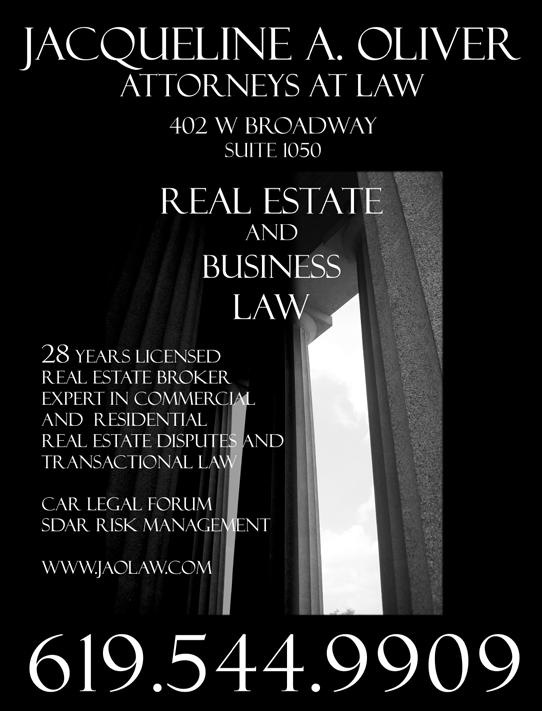 JACQUELINE A. OLIVER
ATTORNEYS AT LAW
402 W BROADWAY
SUITE 1050
REAL ESTATE
AND
BUSINESS
LAW
28 YEARS LICENSED
REAL ESTATE BROKER
EXPERT IN COMMERCIAL
AND RESIDENTIAL
REAL ESTATE DISPUTES AND
TRANSACTIONAL LAW
CAR LEGAL FORUM
SDAR RISK MANAGEMENT
WWW.JAOLAW.COM
619.544.9909